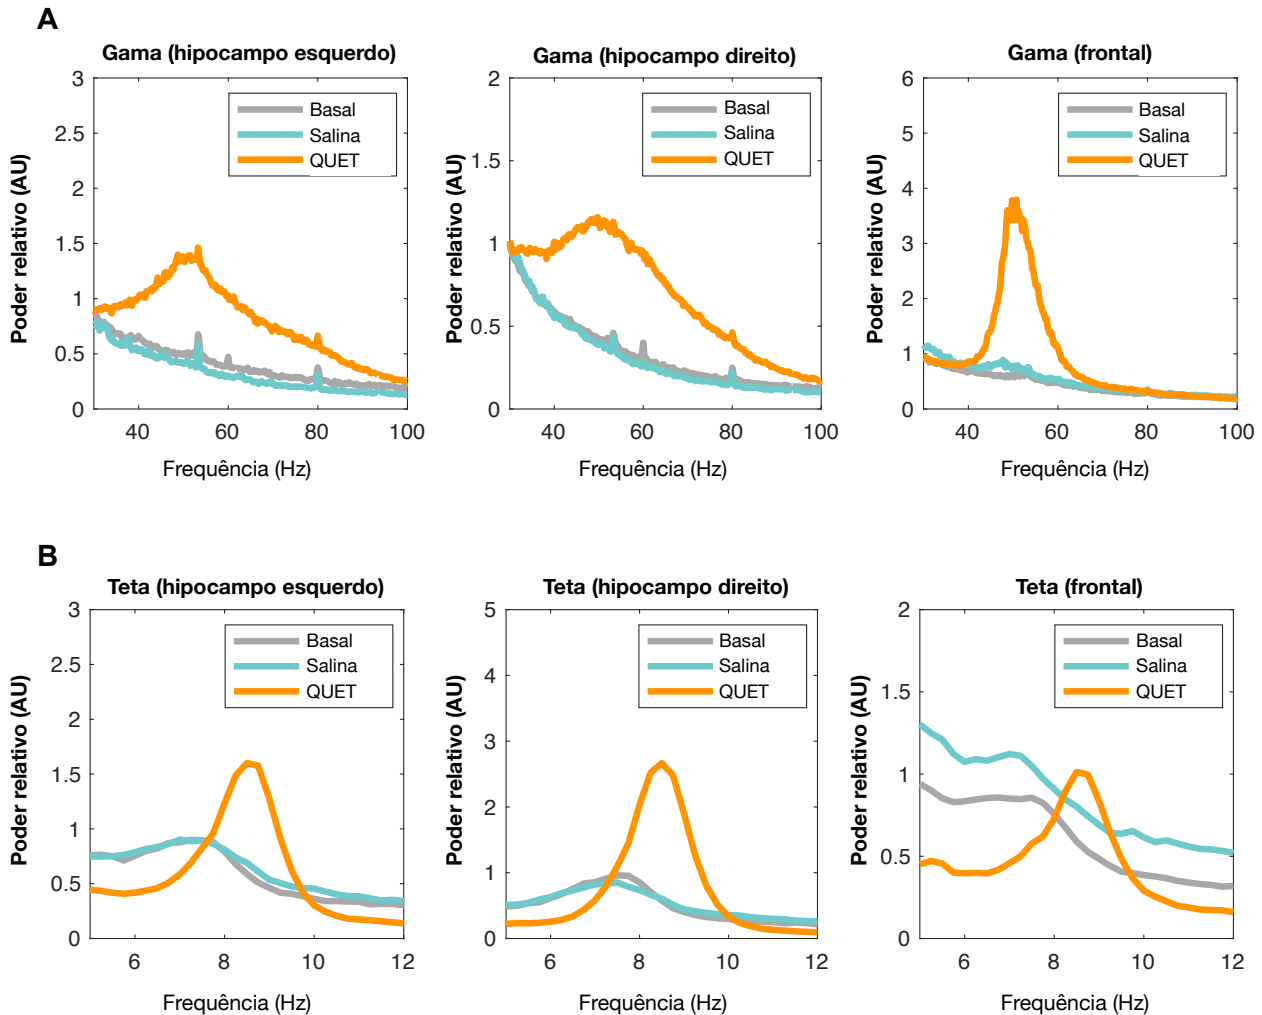 A
Gama (hipocampo esquerdo)
Poder relativo (AU)
3
2.5
2
1.5
1
0.5
0
Basal
Salina
QUET
40 60 80 100
Frequência (Hz)
Gama (hipocampo direito)
Poder relativo (AU)
2
1.5
1
0.5
0
Basal
Salina
QUET
40 60 80 100
Frequência (Hz)
Gama (frontal)
Poder relativo (AU)
6
5
4
3
2
1
0
Basal
Salina
QUET
40 60 80 100
Frequência (Hz)
B
Teta (hipocampo esquerdo)
Poder relativo (AU)
3
2.5
2
1.5
1
0.5
0
Basal
Salina
QUET
6 8 10 12
Frequência (Hz)
Teta (hipocampo direito)
Poder relativo (AU)
5
4
3
2
1
0
Basal
Salina
QUET
6 8 10 12
Frequência (Hz)
Teta (frontal)
Poder relativo (AU)
2
1.5
1
0.5
0
Basal
Salina
QUET
6 8 10 12
Frequência (Hz)